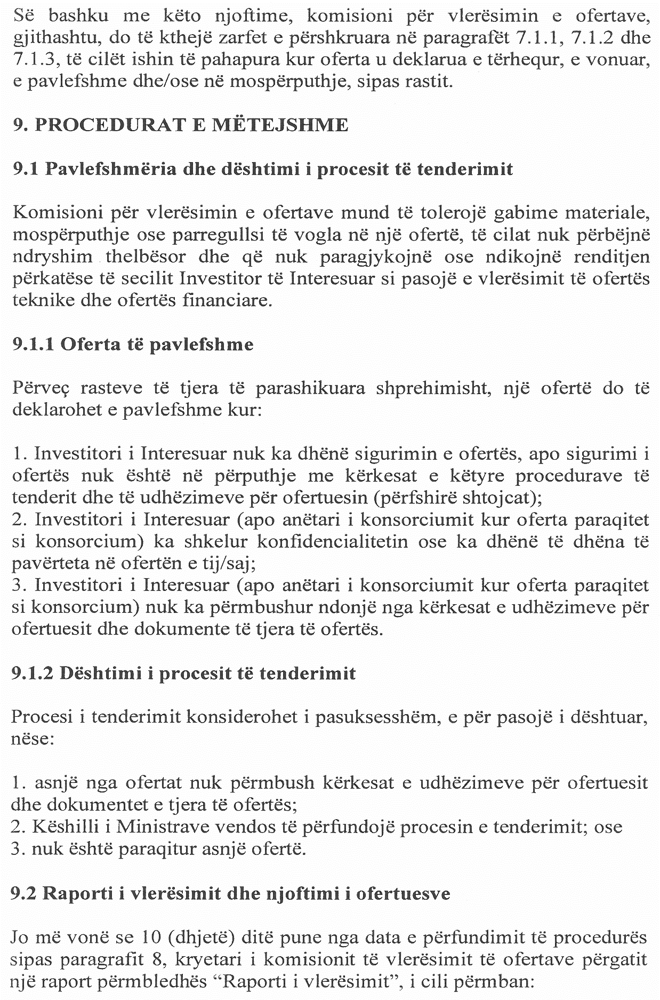 Së bashku me këto njoftime, komisioni për vlerësimin e ofertave,
gjithashtu, do të kthejë zarfet e përshkruara në paragrafët 7.1.1, 7.1.2 dhe
7.1.3, të cilët ishin të pahapura kur oferta u deklarua e tërhequr, e vonuar,
e pavlefshme dhe/ose në mospërputhje, sipas rastit.
9. PROCEDURAT E MËTEJSHME
9.1 Pavlefshmëria dhe dështimi i procesit të tenderimit
Komisioni për vlerësimin e ofertave mund të tolerojë gabime materiale,
mospërputhje ose parregullsi të vogla në një ofertë, të cilat nuk përbëjnë
ndryshim thelbësor dhe që nuk paragjykojnë ose ndikojnë renditjen
përkatëse të secilit Investitor të Interesuar si pasojë e vlerësimit të ofertës
teknike dhe ofertës financiare.
9.1.1 Oferta të pavlefshme
Përveç rasteve të tjera të parashikuara shprehimisht, një ofertë do të
deklarohet e pavlefshme kur:
1. Investitori i Interesuar nuk ka dhënë sigurimin e ofertës, apo sigurimi i
ofertës nuk është në përputhje me kërkesat e këtyre procedurave të
tenderit dhe të udhëzimeve për ofertuesin (përfshirë shtojcat);
2. Investitori i Interesuar (apo anëtari i konsorciumit kur oferta paraqitet
si konsorcium) ka shkelur konfidencialitetin ose ka dhënë të dhëna të
pavërteta në ofertën e tij/saj;
3. Investitori i Interesuar (apo anëtari i konsorciumit kur oferta paraqitet
si konsorcium) nuk ka përmbushur ndonjë nga kërkesat e udhëzimeve për
ofertuesit dhe dokumente të tjera të ofertës.
9.1.2 Dështimi i procesit të tenderimit
Procesi i tenderimit konsiderohet i pasuksesshëm, e për pasojë i dështuar,
nëse:
1. asnjë nga ofertat nuk përmbush kërkesat e udhëzimeve për ofertuesit
dhe dokumentet e tjera të ofertës;
2. Këshilli i Ministrave vendos të përfundojë procesin e tenderimit; ose
3. nuk është paraqitur asnjë ofertë.
9.2 Raporti i vlerësimit dhe njoftimi i ofertuesve
Jo më vonë se 10 (dhjetë) ditë pune nga data e përfundimit të procedurës
sipas paragrafit 8, kryetari i komisionit të vlerësimit të ofertave përgatit
një raport përmbledhës “Raporti i vlerësimit”, i cili përmban: